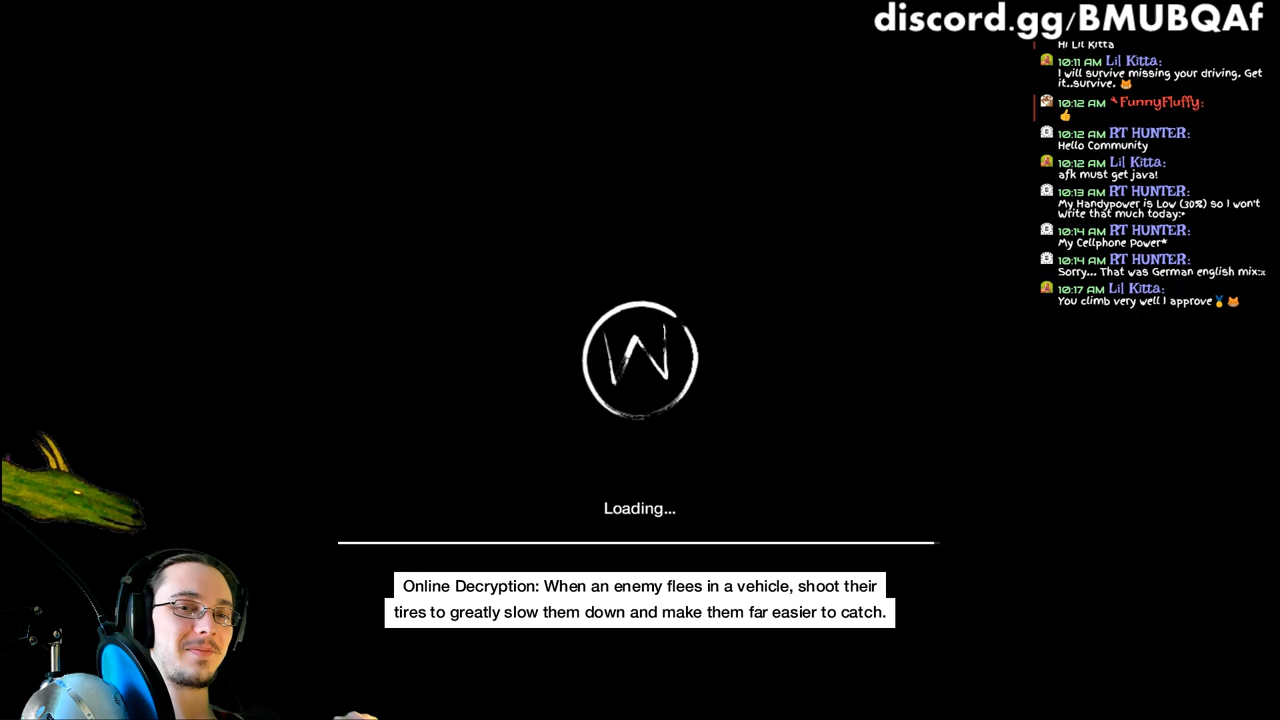 discord.gg/BMUBQAf
Hi Lil Kitta
10:11 AM Lil Kitta:
I will survive missing your driving. Get
it..survive. 🐱
10:12 AM FunnyFluffy:
👍
10:12 AM RT HUNTER:
Hello Community
10:12 AM Lil Kitta:
afk must get java!
10:13 AM RT HUNTER:
My Handypower is Low (30%) so I won't
Write that much today:*
10:14 AM RT HUNTER:
My Cellphone Power*
10:14 AM RT HUNTER:
Sorry... That was German english mix:
10:17 AM Lil Kitta:
You climb very well I approve🏅🐱
W
Loading...
Online Decryption: When an enemy flees in a vehicle, shoot their
tires to greatly slow them down and make them far easier to catch.